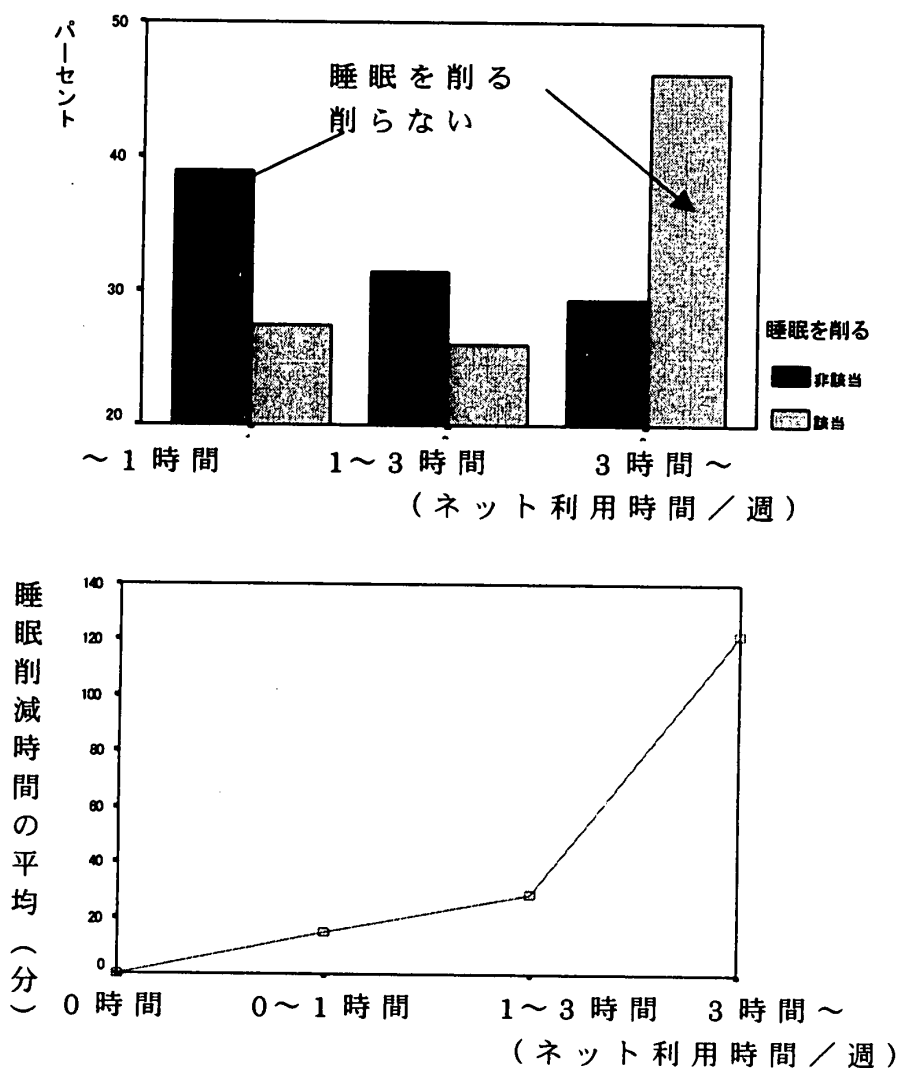 パーセント
50
40
30
20
睡眠を削る
削らない
睡眠を削る
非該当
該当
～1時間
1～3時間
3時間～
（ネット利用時間／週）
睡眠削減時間の平均（分）
140
120
100
80
60
40
20
0
0時間
0～1時間
1～3時間
3時間～
（ネット利用時間／週）